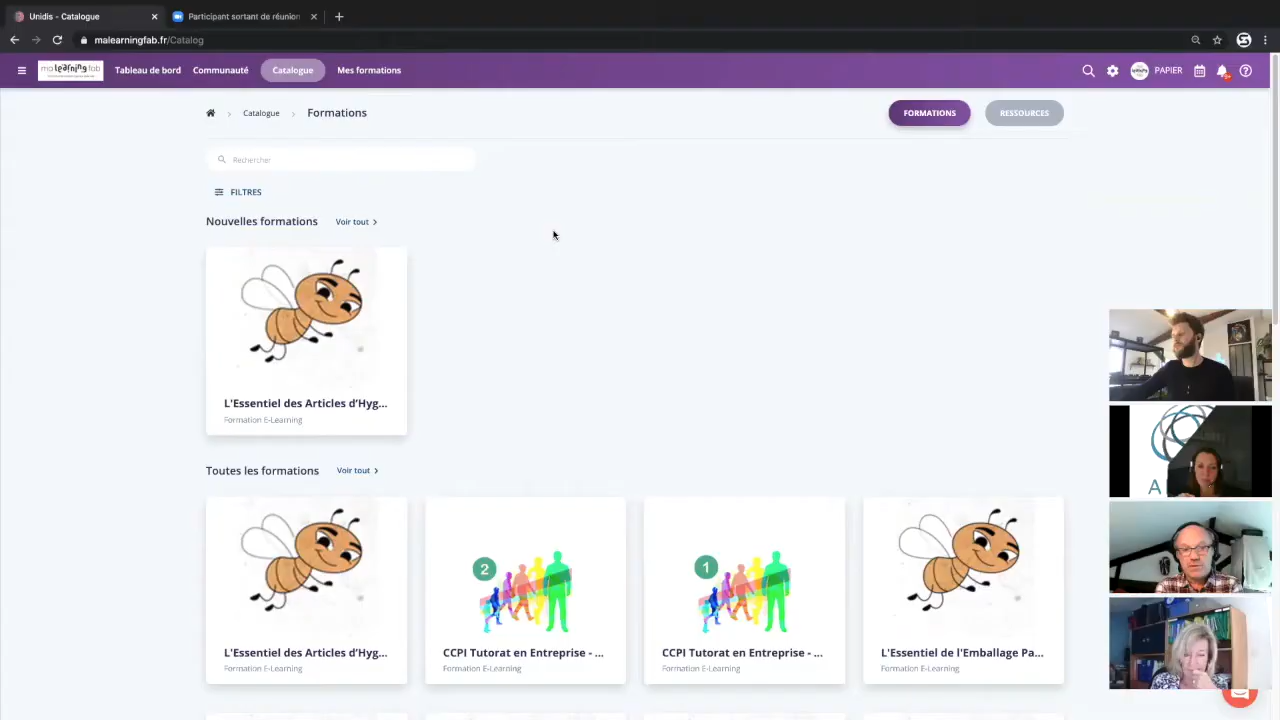 Unidis - Catalogue
Participant sortant de réunion
malearningfab.fr/Catalog
ma learning fab
Tableau de bord
Communauté
Catalogue
Mes formations
PAPIER
Catalogue
Formations
FORMATIONS
RESSOURCES
Rechercher
FILTRES
Nouvelles formations
Voir tout
L'Essentiel des Articles d'Hyg...
Formation E-Learning
Toutes les formations
Voir tout
2
1
L'Essentiel des Articles d'Hyg...
CCPI Tutorat en Entreprise - ...
CCPI Tutorat en Entreprise - ...
L'Essentiel de l'Emballage Pa...
Formation E-Learning
Formation E-Learning
Formation E-Learning
Formation E-Learning